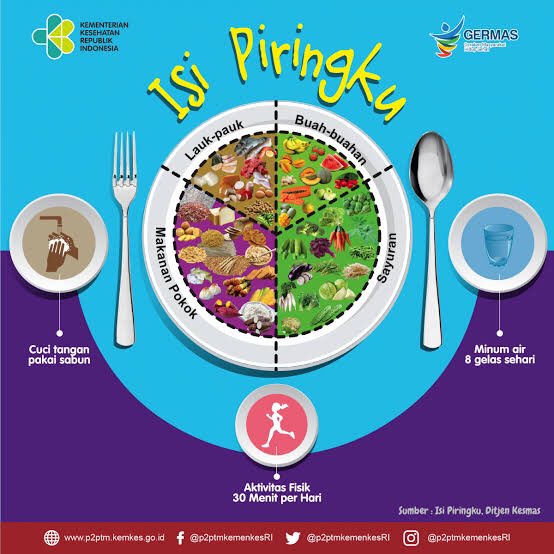 KEMENTERIAN
KESEHATAN
REPUBLIK
INDONESIA
GERMAS
Isi Piringku
Lauk-pauk
Buah-buahan
Makanan Pokok
Sayuran
Cuci tangan
pakai sabun
Minum air
8 gelas sehari
Aktivitas Fisik
30 Menit per Hari
Sumber : Isi Piringku, Ditjen Kesmas
www.p2ptm.kemkes.go.id
@p2ptmkemenkesRI
@p2ptmkemenkesRI
@p2ptmkemenkesRI